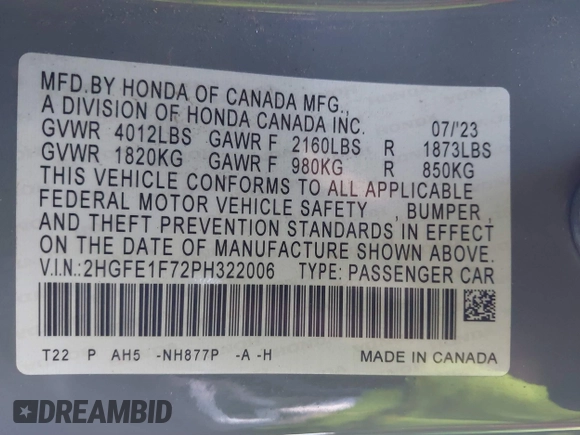 MFD.BY HONDA OF CANADA MFG.,
A DIVISION OF HONDA CANADA INC. 07/'23
GVWR 4012LBS GAWR F 2160LBS R 1873LBS
GVWR 1820KG GAWR F 980KG R 850KG
THIS VEHICLE CONFORMS TO ALL APPLICABLE
FEDERAL MOTOR VEHICLE SAFETY , BUMPER ,
AND THEFT PREVENTION STANDARDS IN EFFECT
ON THE DATE OF MANUFACTURE SHOWN ABOVE.
V.I.N.:2HGFE1F72PH322006 TYPE: PASSENGER CAR
T22 P AH5 -NH877P -A -H MADE IN CANADA
DREAMBID